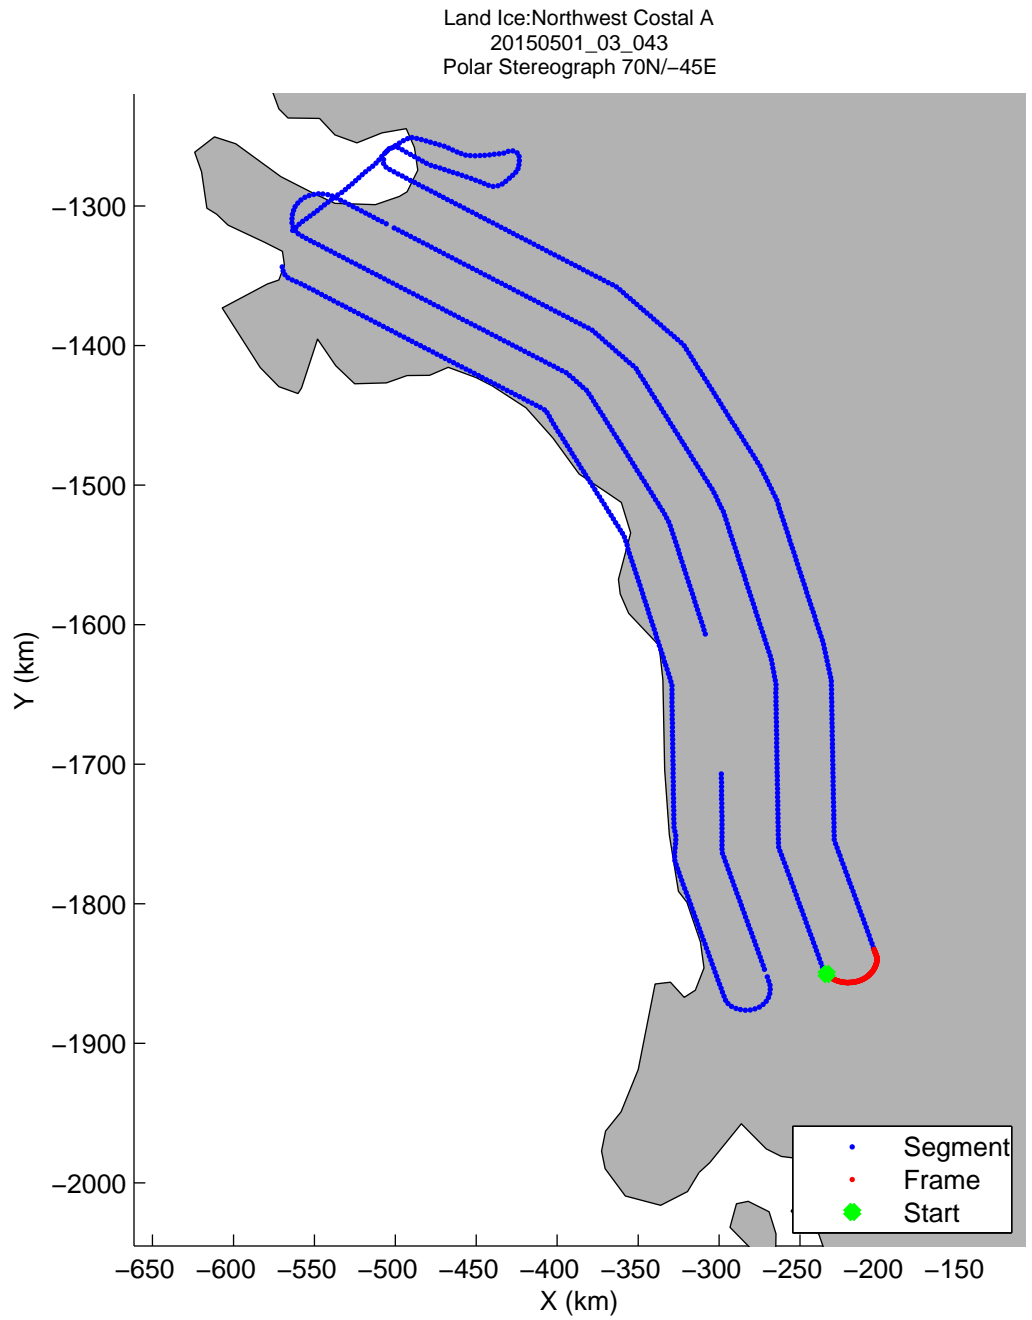 Land Ice:Northwest Costal A
20150501_03_043
Polar Stereograph 70N/−45E
−1300
−1400
−1500
−1600
−1700
−1800
−1900
−2000
Y (km)
Segment
Frame
Start
−650 −600 −550 −500 −450 −400 −350 −300 −250 −200 −150
X (km)